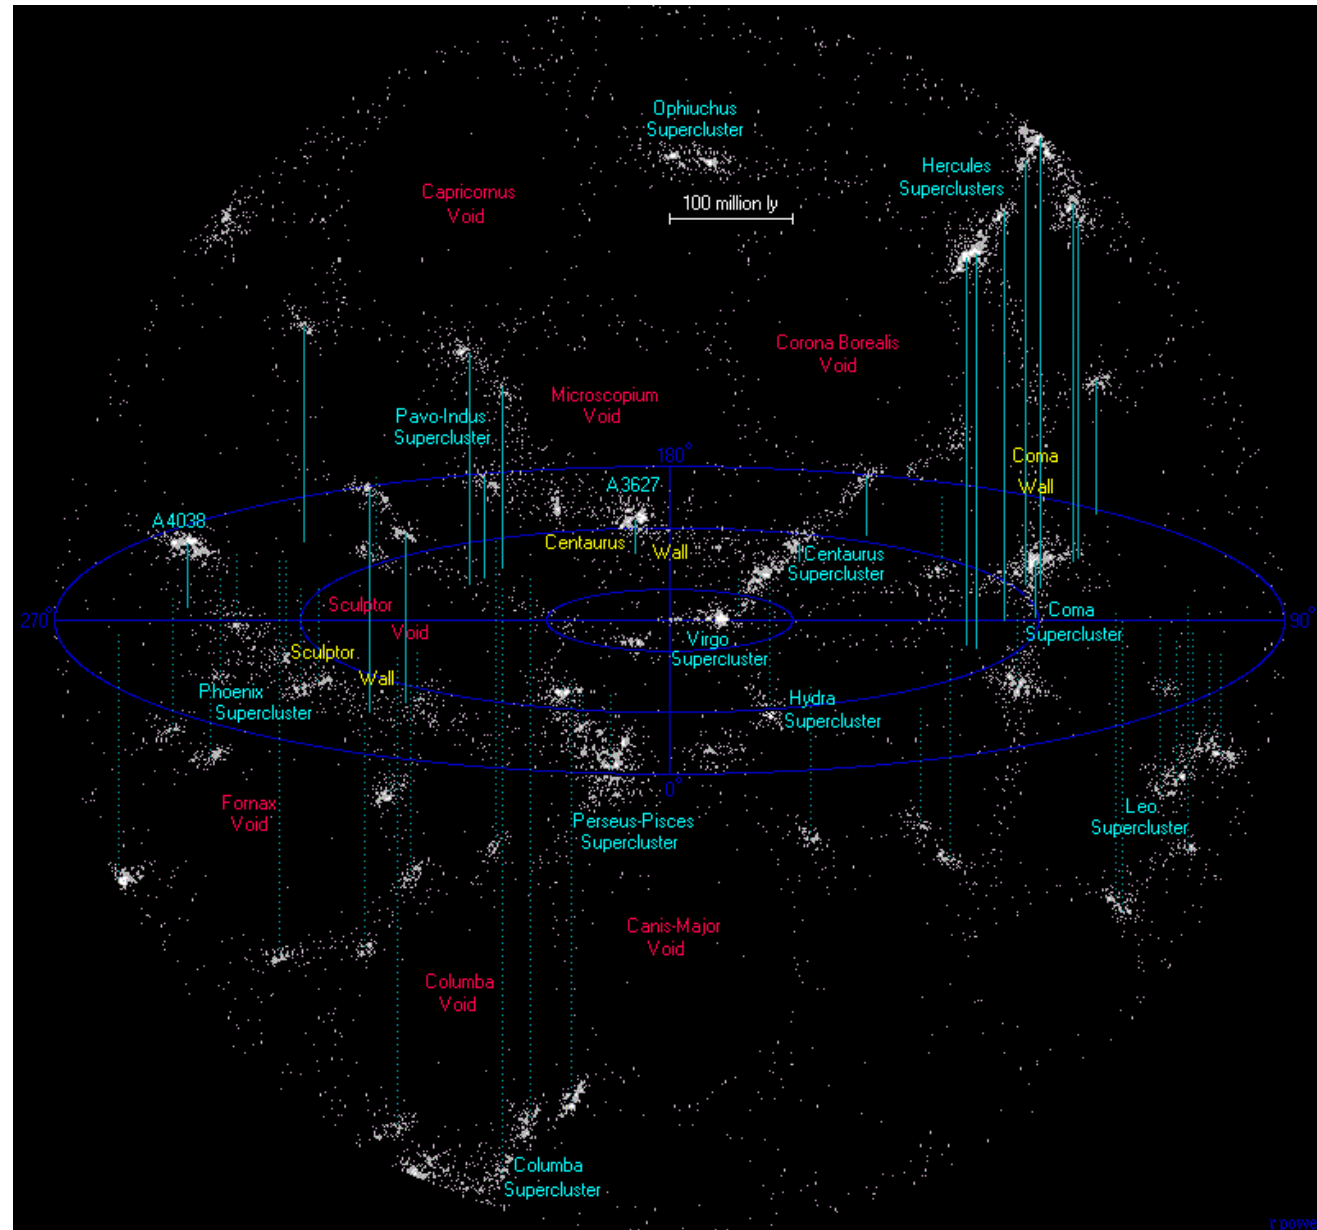 Ophiuchus
Supercluster
Hercules
Superclusters
Capricornus
Void
100 million ly
Corona Borealis
Void
Microscopium
Void
Pavo-Indus
Supercluster
180°
Coma
Wall
A3627
A4038
Centaurus
Wall
Centaurus
Supercluster
Sculptor
Void
270°
90°
Coma
Supercluster
Virgo
Supercluster
Sculptor
Wall
Phoenix
Supercluster
Hydra
Supercluster
0°
Fornax
Void
Perseus-Pisces
Supercluster
Leo
Supercluster
Canis-Major
Void
Columba
Void
Columba
Supercluster
r powe